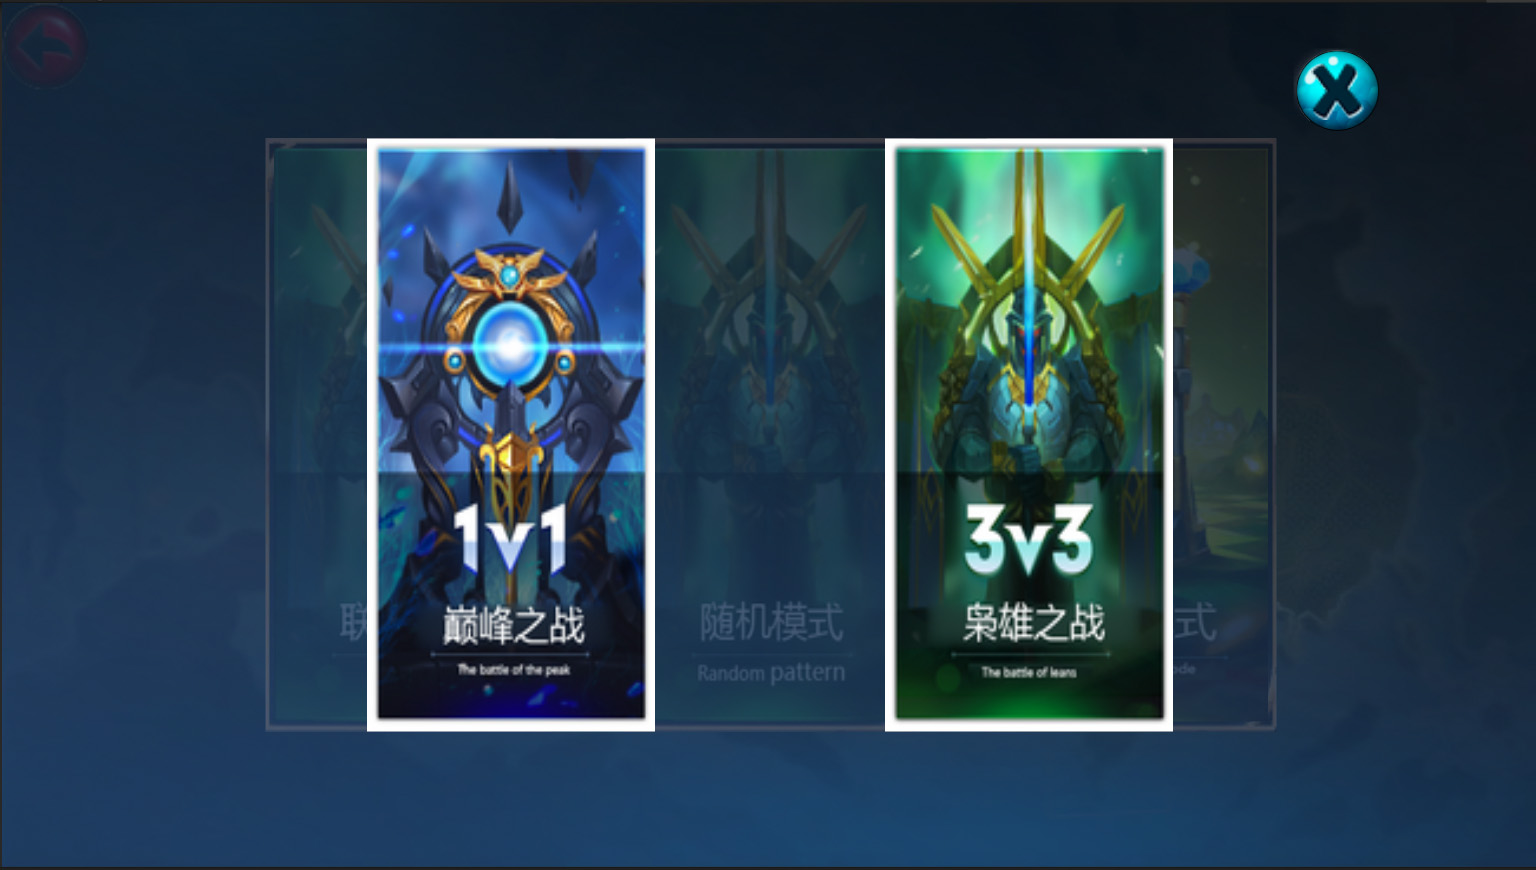 1v1
巅峰之战
The battle of the peak
3v3
枭雄之战
The battle of leans
联
随机模式
Random pattern
式
ode